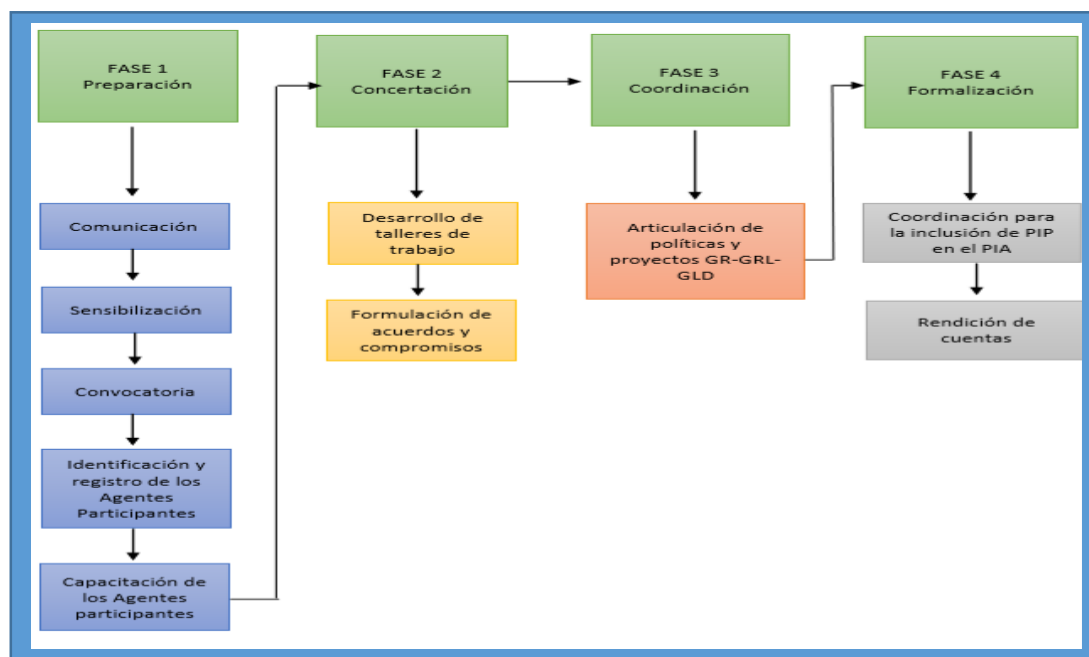 FASE 1
Preparación
Comunicación
Sensibilización
Convocatoria
Identificación y
registro de los
Agentes
Participantes
Capacitación de
los Agentes
participantes
FASE 2
Concertación
Desarrollo de
talleres de
trabajo
Formulación de
acuerdos y
compromisos
FASE 3
Coordinación
Articulación de
políticas y
proyectos GR-GRL-
GLD
FASE 4
Formalización
Coordinación para
la inclusión de PIP
en el PIA
Rendición de
cuentas